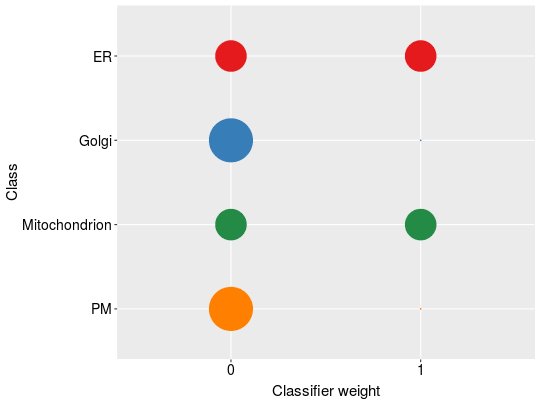 ER
Golgi
Mitochondrion
PM
Class
0 1
Classifier weight